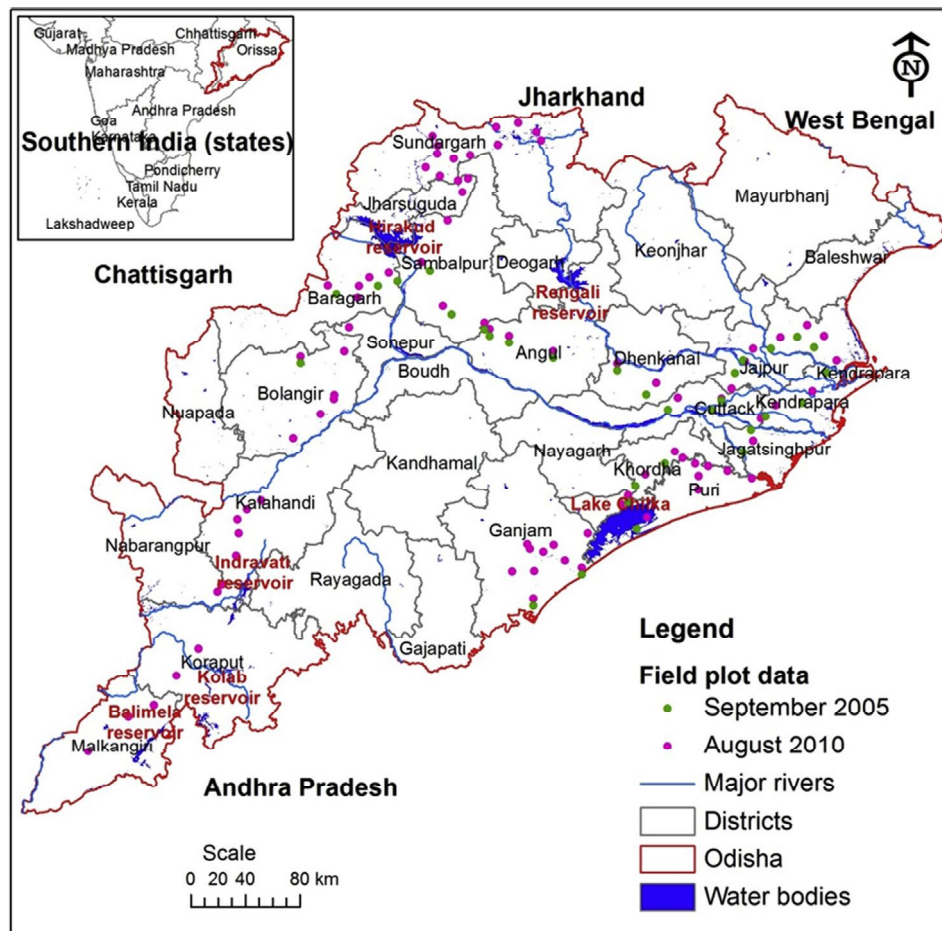 Gujarat
Chhattisgarh
Madhya Pradesh
Orissa
Maharashtra
Andhra Pradesh
Goa
Karnataka
Southern India (states)
Pondicherry
Tamil Nadu
Kerala
Lakshadweep
N
Jharkhand
West Bengal
Chattisgarh
Andhra Pradesh
Sundargarh
Mayurbhanj
Jharsuguda
Hirakud
reservoir
Keonjhar
Baleshwar
Sambalpur
Deogarh
Baragarh
Rengali
reservoir
Sonepur
Angul
Boudh
Dhenkanal
Jajpur
Kendrapara
Bolangir
Nuapada
Cuttack
Kendrapara
Jagatsinghpur
Nayagarh
Kandhamal
Khordha
Puri
Lake Chilka
Kalahandi
Ganjam
Nabarangpur
Indravati
reservoir
Rayagada
Gajapati
Koraput
Kolab
reservoir
Balimela
reservoir
Malkangiri
Scale
0 20 40 80 km
Legend
Field plot data
September 2005
August 2010
Major rivers
Districts
Odisha
Water bodies